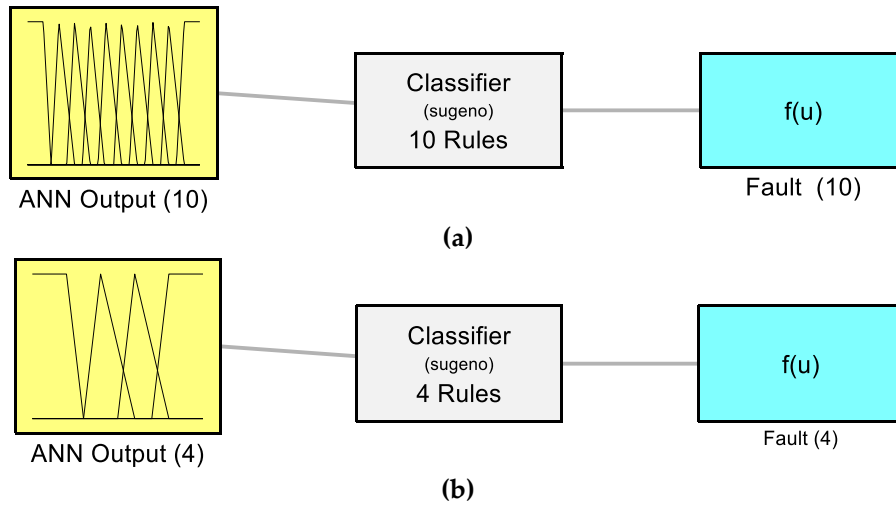 Classifier
(sugeno)
10 Rules
f(u)
ANN Output (10)
Fault (10)
(a)
Classifier
(sugeno)
4 Rules
f(u)
ANN Output (4)
Fault (4)
(b)